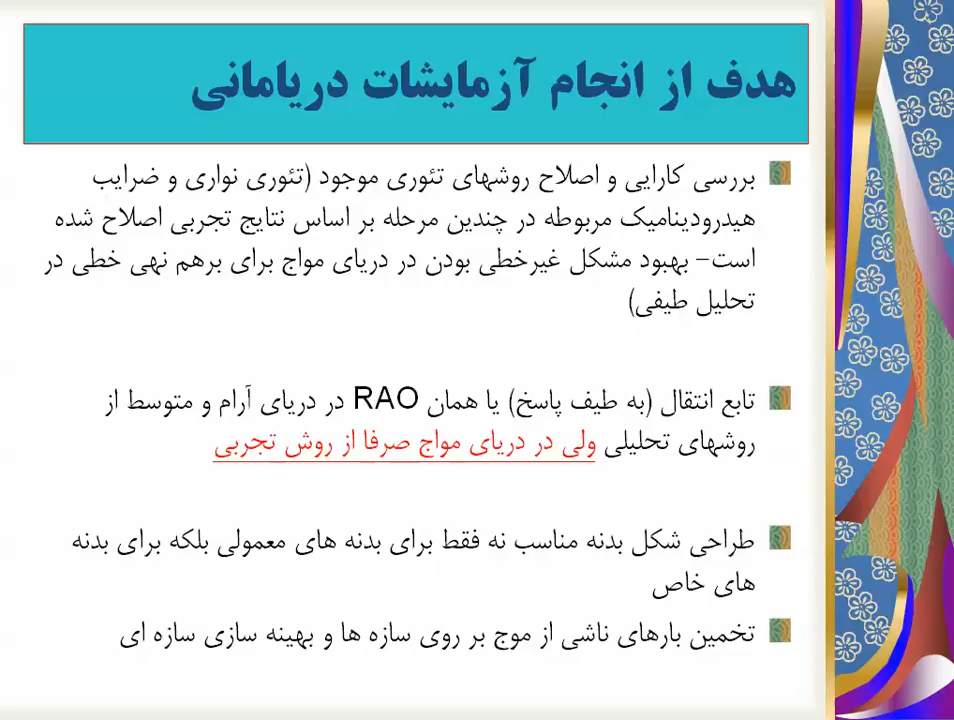 هدف از انجام آزمایشات دریامانی
بررسی کارایی و اصلاح روشهای تئوری موجود (تئوری نواری و ضرایب
هیدرودینامیک مربوطه در چندین مرحله بر اساس نتایج تجربی اصلاح شده
است- بهبود مشکل غیرخطی بودن در دریای مواج برای برهم نهی خطی در
تحلیل طیفی)
تابع انتقال (به طیف پاسخ) یا همان RAO در دریای آرام و متوسط از
روشهای تحلیلی ولی در دریای مواج صرفا از روش تجربی
طراحی شکل بدنه مناسب نه فقط برای بدنه های معمولی بلکه برای بدنه
های خاص
تخمین بارهای ناشی از موج بر روی سازه ها و بهینه سازی سازه ای